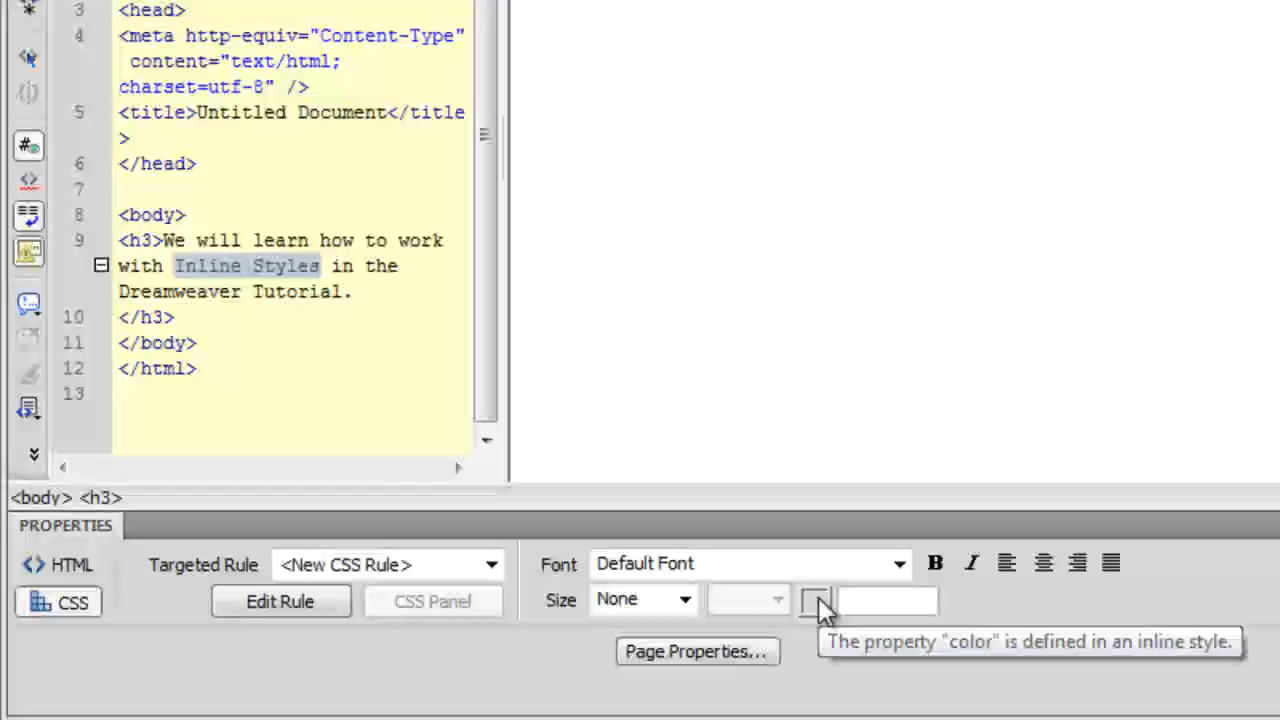 3 <head>
4 <meta http-equiv="Content-Type"
content="text/html;
charset=utf-8" />
5 <title>Untitled Document</title
>
6 </head>
7
8 <body>
9 <h3>We will learn how to work
with Inline Styles in the
Dreamweaver Tutorial.
10 </h3>
11 </body>
12 </html>
13
<body> <h3>
PROPERTIES
<> HTML Targeted Rule <New CSS Rule> Font Default Font B I
CSS Edit Rule CSS Panel Size None
The property "color" is defined in an inline style.
Page Properties...